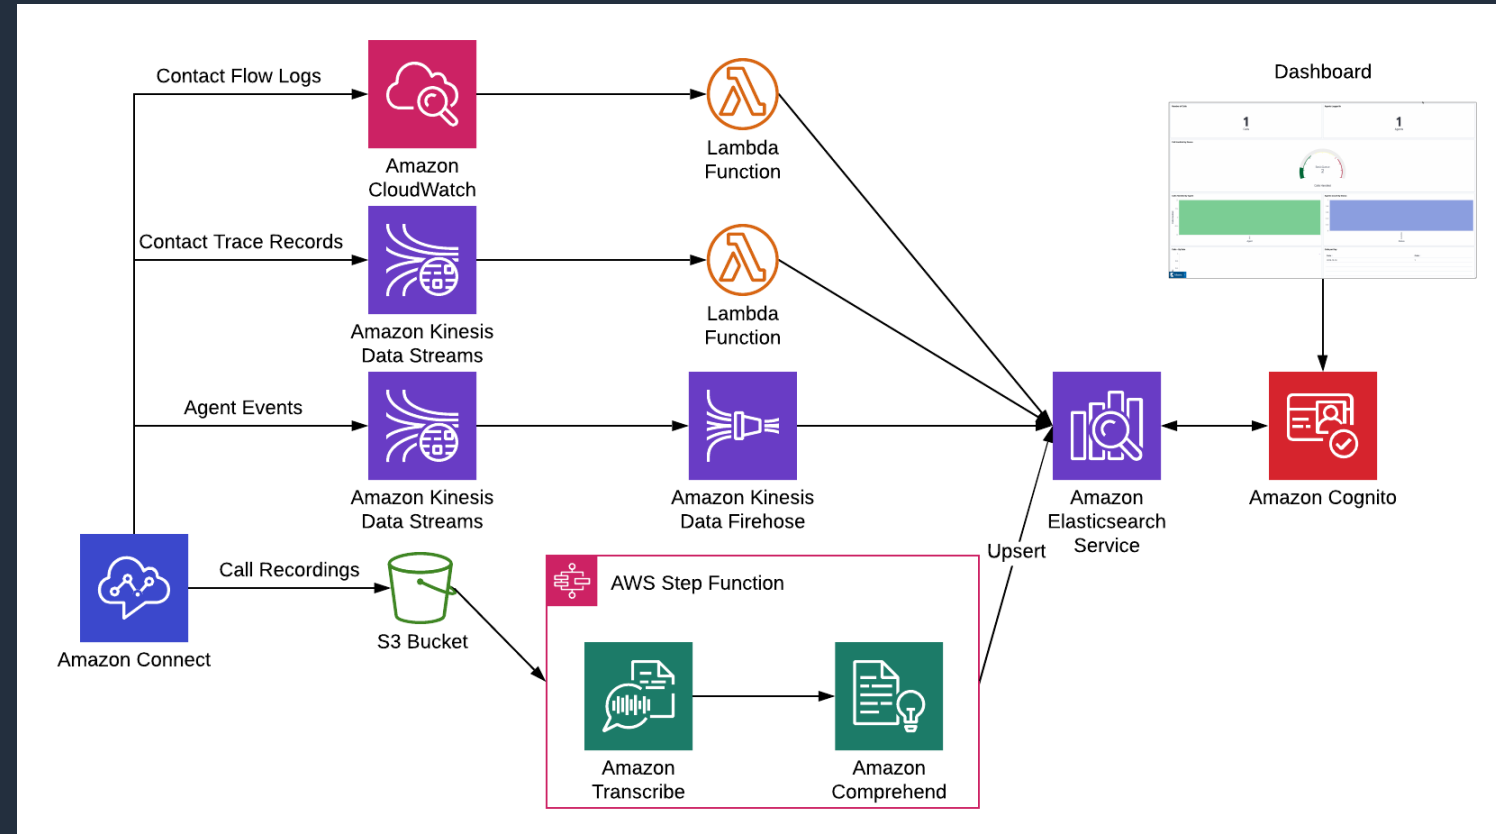 Contact Flow Logs
Amazon
CloudWatch
Lambda
Function
Dashboard
1
1
Contact Trace Records
Amazon Kinesis
Data Streams
Lambda
Function
Agent Events
Amazon Kinesis
Data Streams
Amazon Kinesis
Data Firehose
Amazon
Elasticsearch
Service
Amazon Cognito
Upsert
Amazon Connect
Call Recordings
S3 Bucket
AWS Step Function
Amazon
Transcribe
Amazon
Comprehend